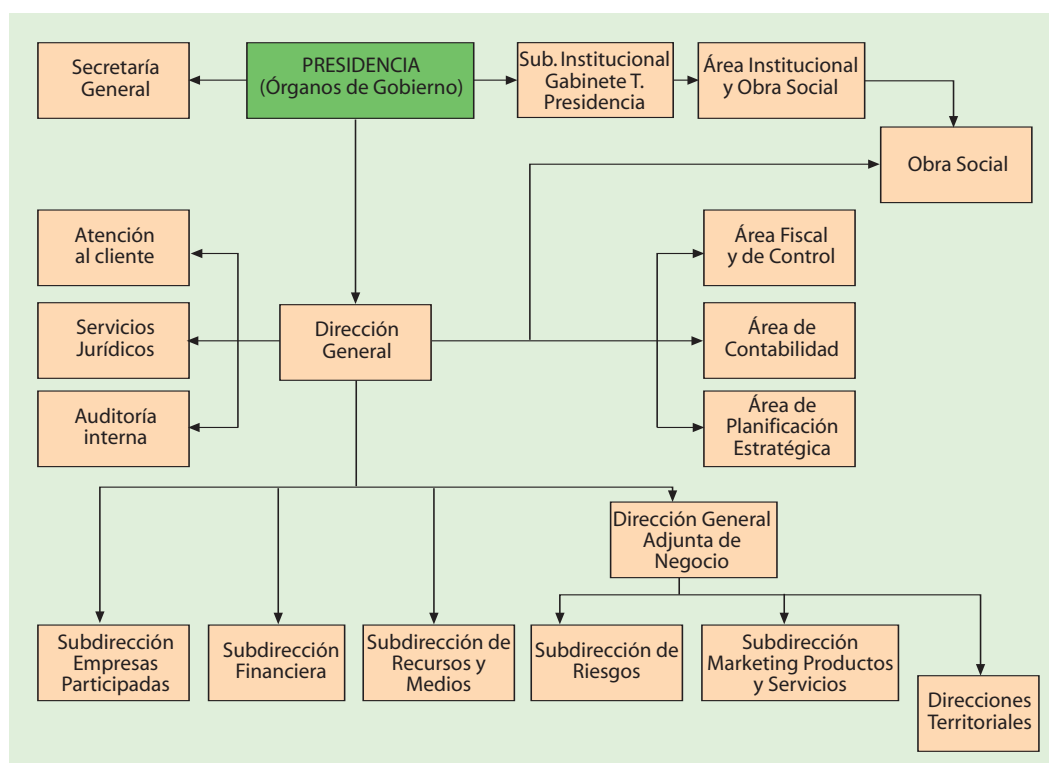 Secretaría
General
PRESIDENCIA
(Órganos de Gobierno)
Sub. Institucional
Gabinete T.
Presidencia
Área Institucional
y Obra Social
Obra Social
Atención
al cliente
Área Fiscal
y de Control
Servicios
Jurídicos
Dirección
General
Área de
Contabilidad
Auditoría
interna
Área de
Planificación
Estratégica
Dirección General
Adjunta de
Negocio
Subdirección
Empresas
Participadas
Subdirección
Financiera
Subdirección de
Recursos y
Medios
Subdirección de
Riesgos
Subdirección
Marketing Productos
y Servicios
Direcciones
Territoriales